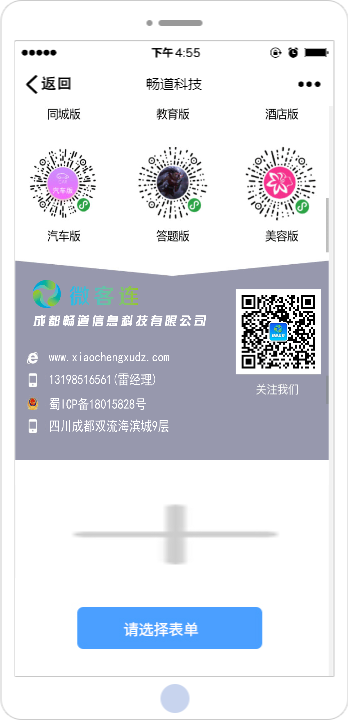 下午 4:55
返回
畅道科技
同城版 教育版 酒店版
汽车版
汽车版 答题版 美容版
微客连
成都畅道信息科技有限公司
www.xiaochengxudz.com
13198516561(雷经理)
蜀ICP备18015828号
四川成都双流海滨城9层
关注我们
请选择表单